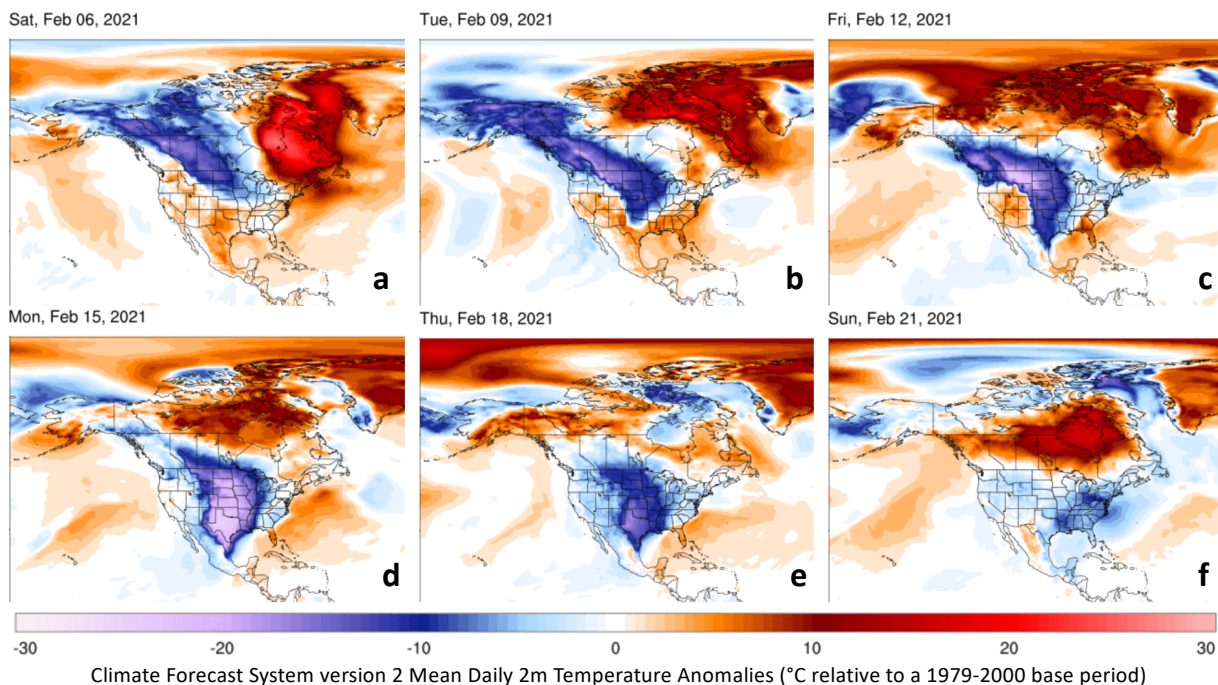 Sat, Feb 06, 2021
Tue, Feb 09, 2021
Fri, Feb 12, 2021
a
b
c
Mon, Feb 15, 2021
Thu, Feb 18, 2021
Sun, Feb 21, 2021
d
e
f
-30 -20 -10 0 10 20 30
Climate Forecast System version 2 Mean Daily 2m Temperature Anomalies (°C relative to a 1979-2000 base period)